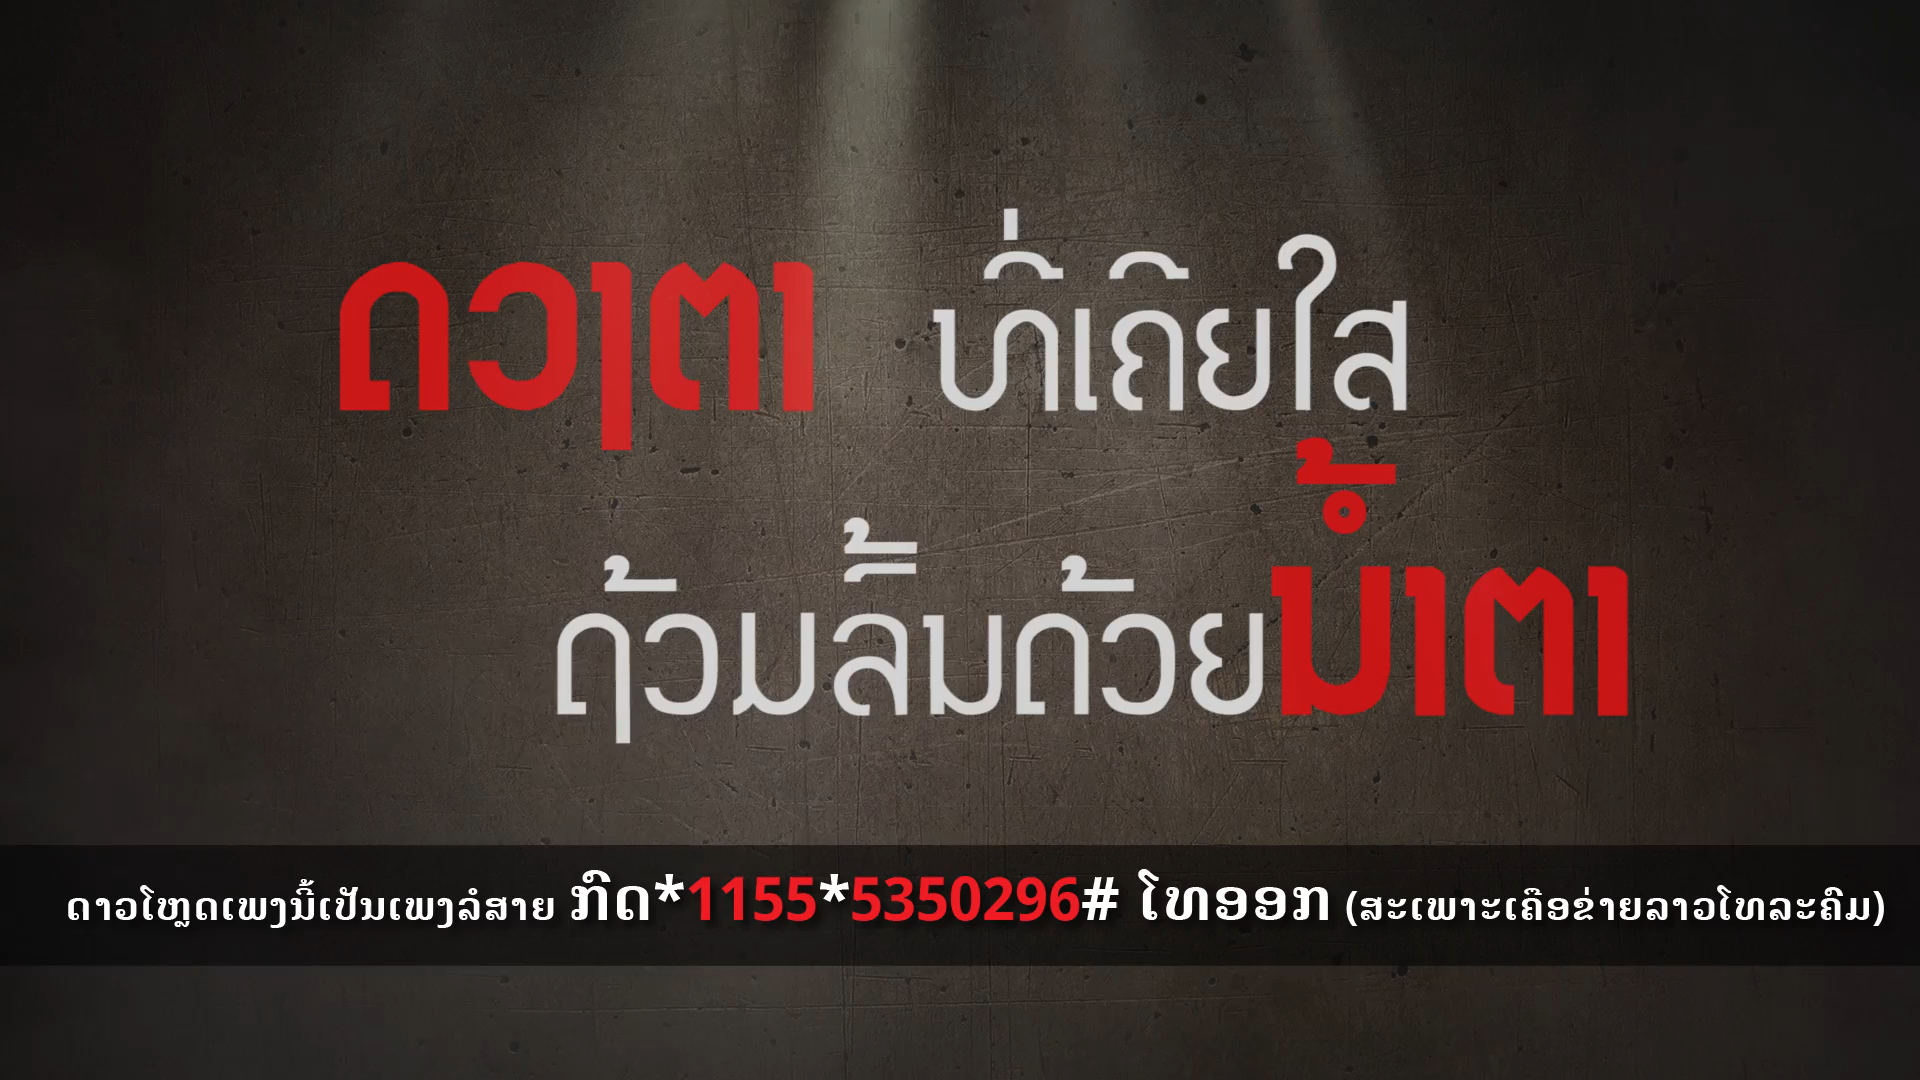 ດວງຕາ ທີ່ເຄີຍໃສ
ຖ້ວມລົ້ນດ້ວຍນ້ຳຕາ
ດາວໂຫຼດເພງນີ້ເປັນເພງລໍສາຍ ກົດ*1155*5350296# ໂທອອກ (ສະເພາະເຄືອຂ່າຍລາວໂທລະຄົມ)